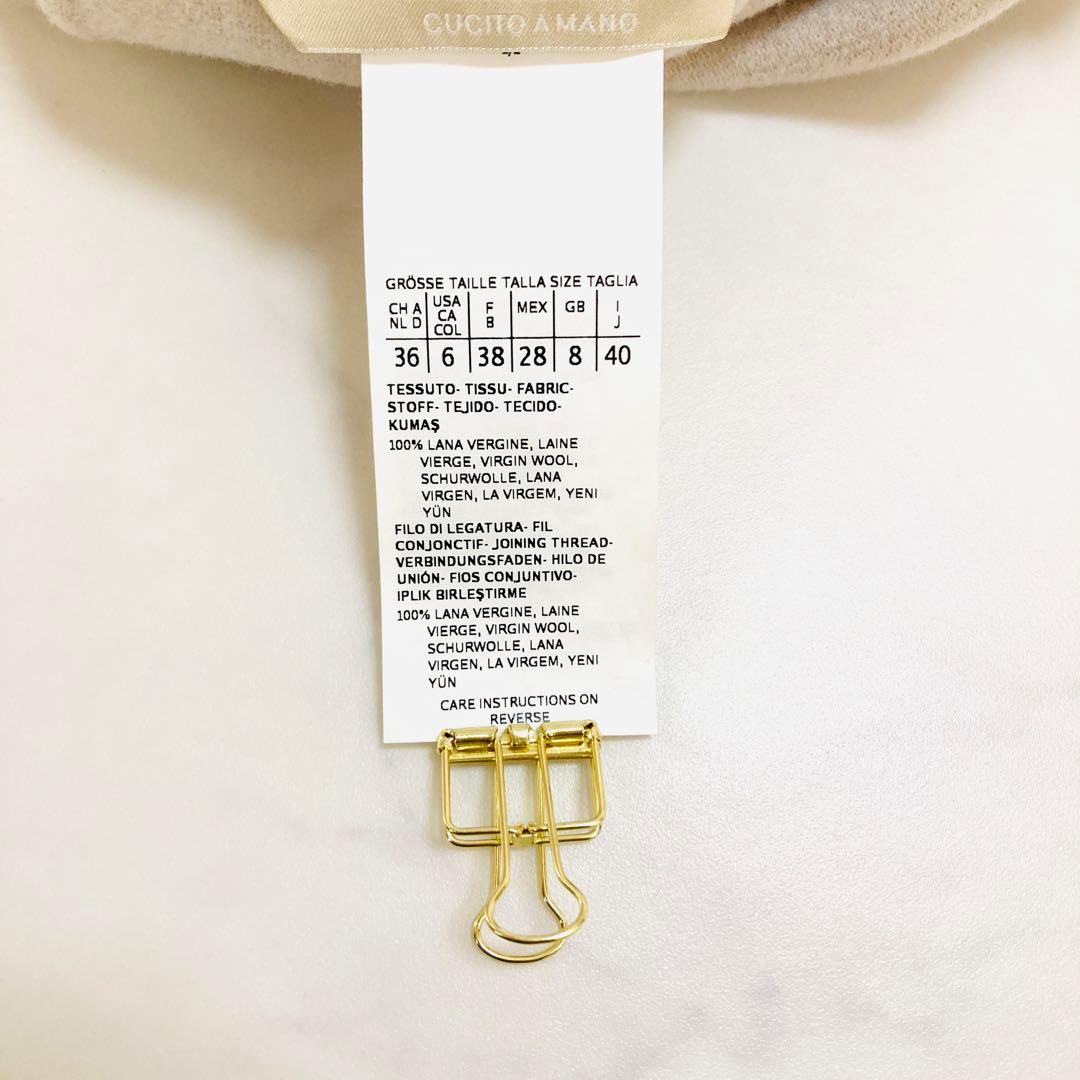 CUCITO A MANO
GRÖSSE TAILLE TALLA SIZE TAGLIA
CH A NL D USA CA COL F B MEX GB I J
36 6 38 28 8 40
TESSUTO- TISSU- FABRIC-
STOFF- TEJIDO- TECIDO-
KUMAŞ
100% LANA VERGINE, LAINE
VIERGE, VIRGIN WOOL,
SCHURWOLLE, LANA
VIRGEN, LA VIRGEM, YENI
YÜN
FILO DI LEGATURA- FIL
CONJONCTIF- JOINING THREAD-
VERBINDUNGSFADEN- HILO DE
UNIÓN- FIOS CONJUNTIVO-
IPLIK BIRLEŞTIRME
100% LANA VERGINE, LAINE
VIERGE, VIRGIN WOOL,
SCHURWOLLE, LANA
VIRGEN, LA VIRGEM, YENI
YÜN
CARE INSTRUCTIONS ON
REVERSE